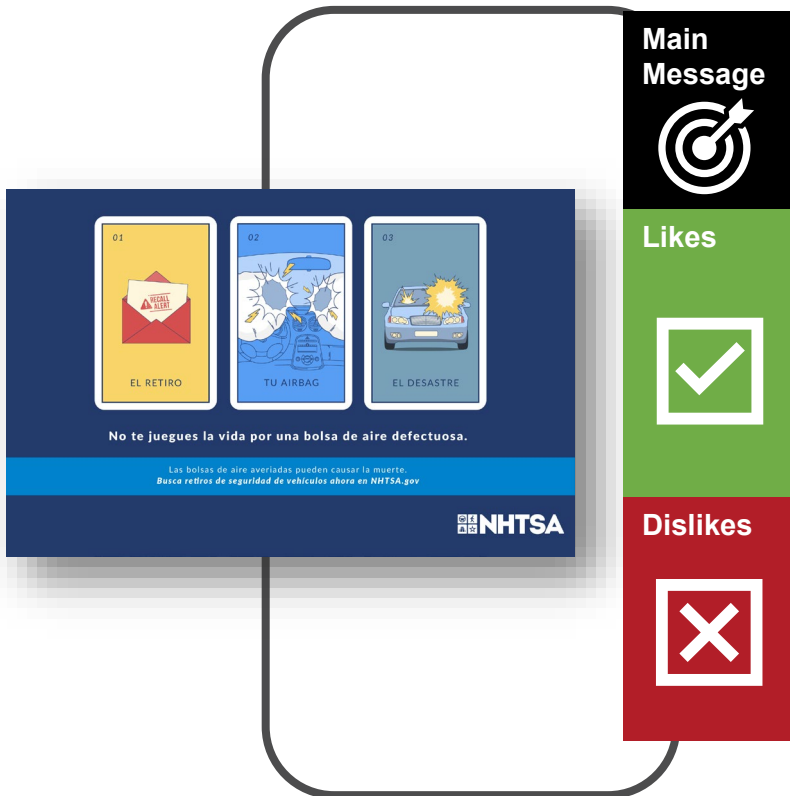 Main
Message
Likes
Dislikes
01
RECALL
ALERT
EL RETIRO
02
TU AIRBAG
03
EL DESASTRE
No te juegues la vida por una bolsa de aire defectuosa.
Las bolsas de aire averiadas pueden causar la muerte.
Busca retiros de seguridad de vehículos ahora en NHTSA.gov
NHTSA